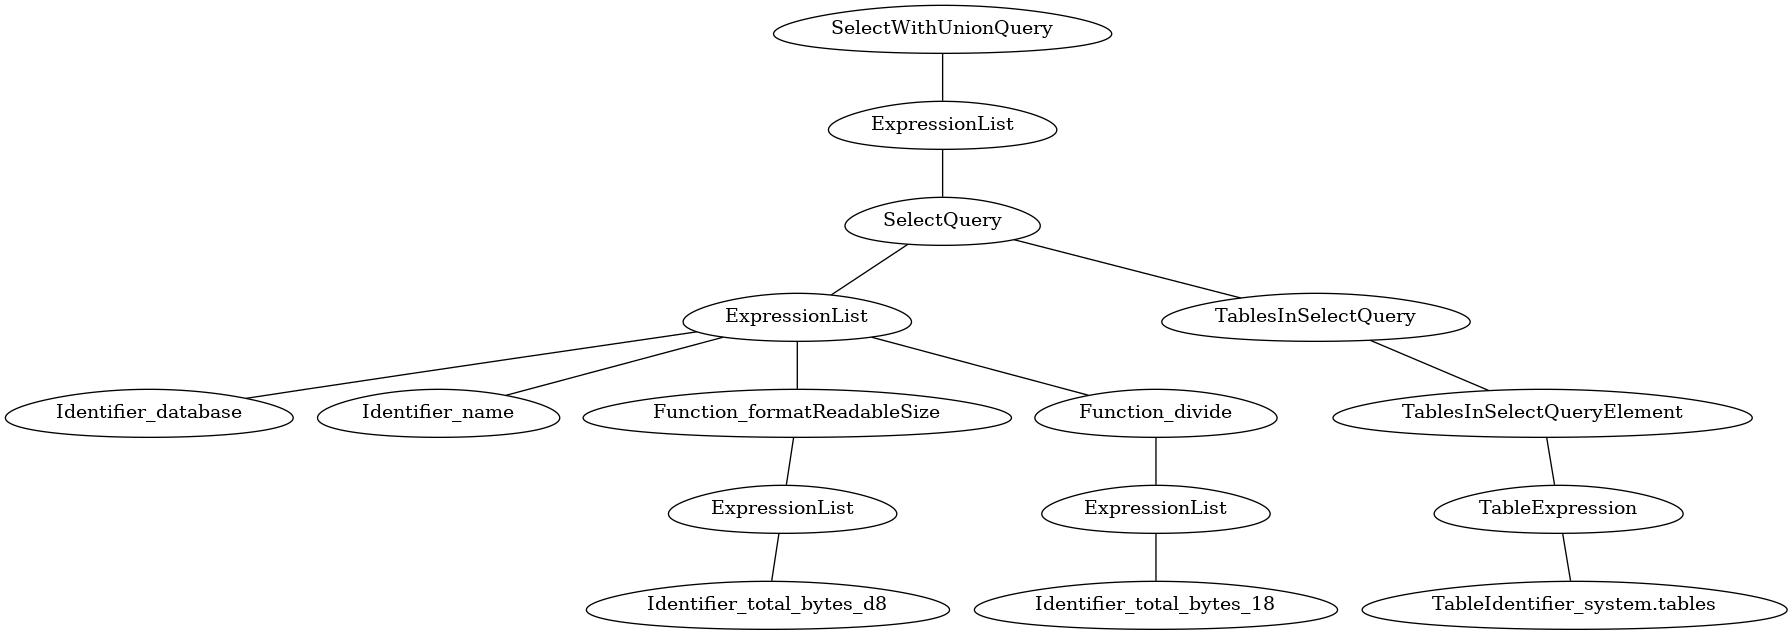 SelectWithUnionQuery
ExpressionList
SelectQuery
ExpressionList
TablesInSelectQuery
Identifier_database
Identifier_name
Function_formatReadableSize
Function_divide
TablesInSelectQueryElement
ExpressionList
ExpressionList
TableExpression
Identifier_total_bytes_d8
Identifier_total_bytes_18
TableIdentifier_system.tables